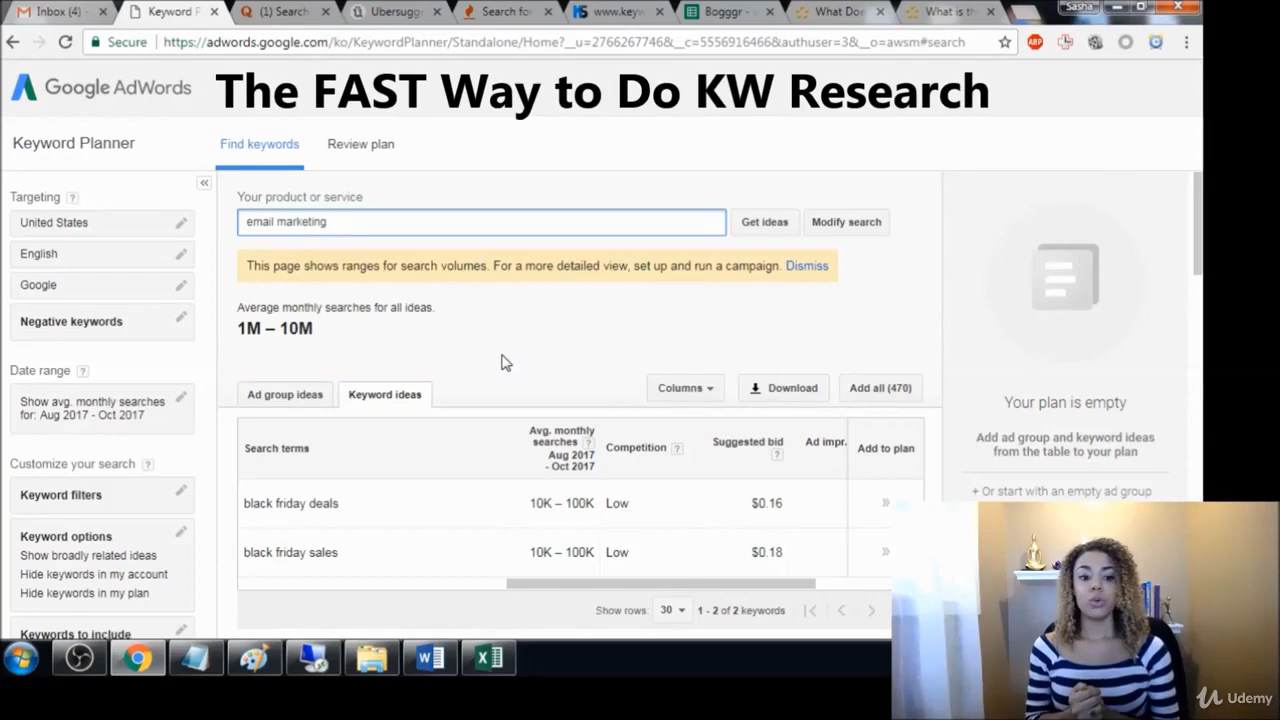 Inbox (4)
Keyword P
(1) Search
Ubersugg
Search for
www.keyw
Bogggr -
What Doe
What is th
Sasha
Secure
https://adwords.google.com/ko/KeywordPlanner/Standalone/Home?__u=2766267746&__c=5556916466&authuser=3&__o=awsm#search
ABP
Google AdWords
The FAST Way to Do KW Research
Keyword Planner
Find keywords
Review plan
Targeting ?
United States
English
Google
Negative keywords
Date range ?
Show avg. monthly searches
for: Aug 2017 - Oct 2017
Customize your search ?
Keyword filters
Keyword options
Show broadly related ideas
Hide keywords in my account
Hide keywords in my plan
Keywords to include
Your product or service
email marketing
Get ideas
Modify search
This page shows ranges for search volumes. For a more detailed view, set up and run a campaign. Dismiss
Average monthly searches for all ideas.
1M – 10M
Ad group ideas
Keyword ideas
Columns
Download
Add all (470)
Search terms
Avg. monthly
searches ?
Aug 2017
- Oct 2017
Competition ?
Suggested bid
?
Ad impr.
Add to plan
black friday deals 10K – 100K Low $0.16 »
black friday sales 10K – 100K Low $0.18 »
Show rows: 30
1 - 2 of 2 keywords
Your plan is empty
Add ad group and keyword ideas
from the table to your plan
+ Or start with an empty ad group
Udemy